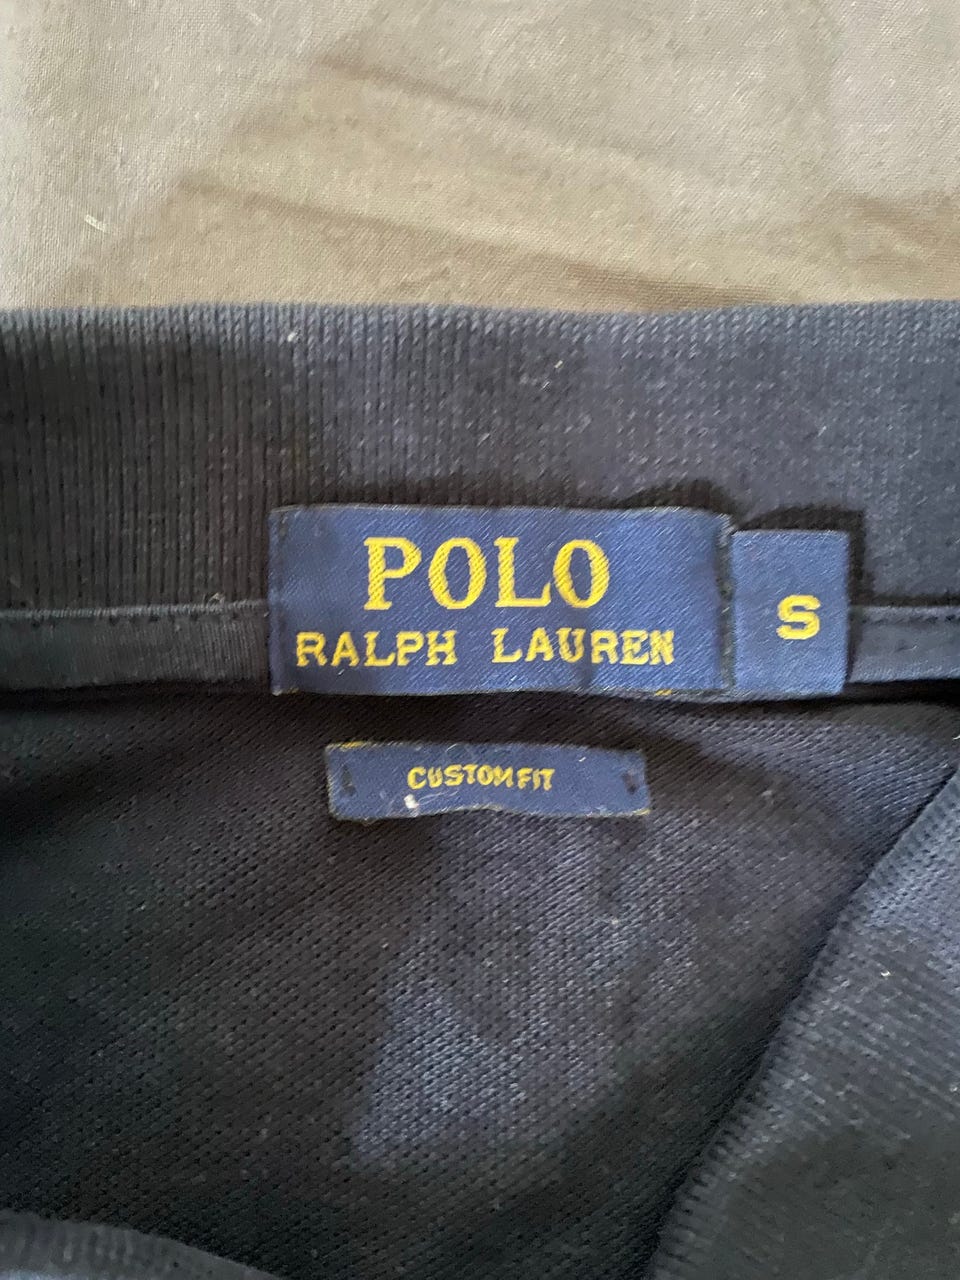 POLO
RALPH LAUREN
S
CUSTOM FIT